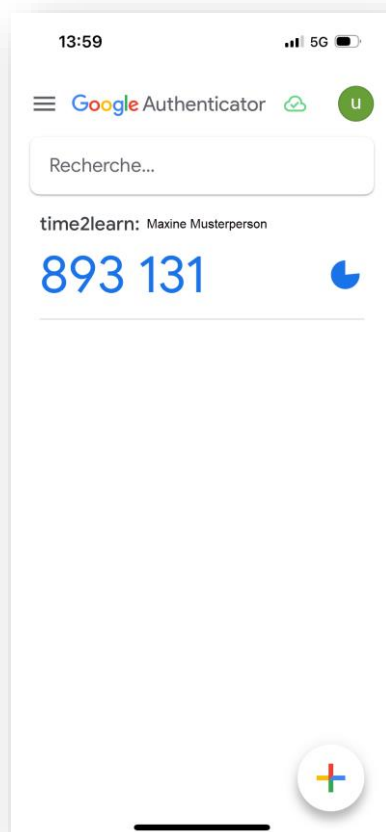 13:59 5G
Google Authenticator u
Recherche...
time2learn: Maxine Musterperson
893 131